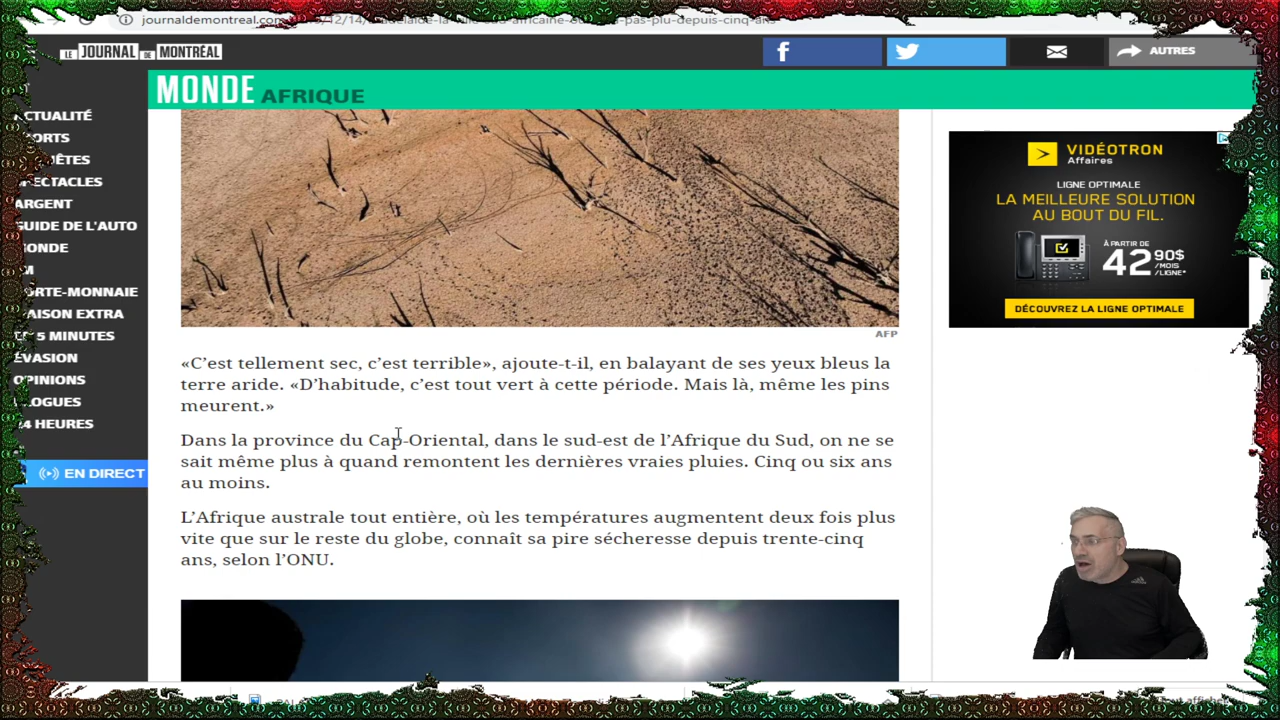 journaldemontreal.com
LE JOURNAL DE MONTRÉAL
AUTRES
MONDE AFRIQUE
CTUALITÉ
ORTS
UÊTES
PECTACLES
ARGENT
GUIDE DE L'AUTO
ONDE
M
ORTE-MONNAIE
AISON EXTRA
5 MINUTES
ÉVASION
OPINIONS
LOGUES
24 HEURES
EN DIRECT
VIDÉOTRON
Affaires
LIGNE OPTIMALE
LA MEILLEURE SOLUTION
AU BOUT DU FIL.
À PARTIR DE
42 90$
/MOIS
/LIGNE*
DÉCOUVREZ LA LIGNE OPTIMALE
AFP
«C’est tellement sec, c’est terrible», ajoute-t-il, en balayant de ses yeux bleus la
terre aride. «D’habitude, c’est tout vert à cette période. Mais là, même les pins
meurent.»
Dans la province du Cap-Oriental, dans le sud-est de l’Afrique du Sud, on ne se
sait même plus à quand remontent les dernières vraies pluies. Cinq ou six ans
au moins.
L’Afrique australe tout entière, où les températures augmentent deux fois plus
vite que sur le reste du globe, connaît sa pire sécheresse depuis trente-cinq
ans, selon l’ONU.